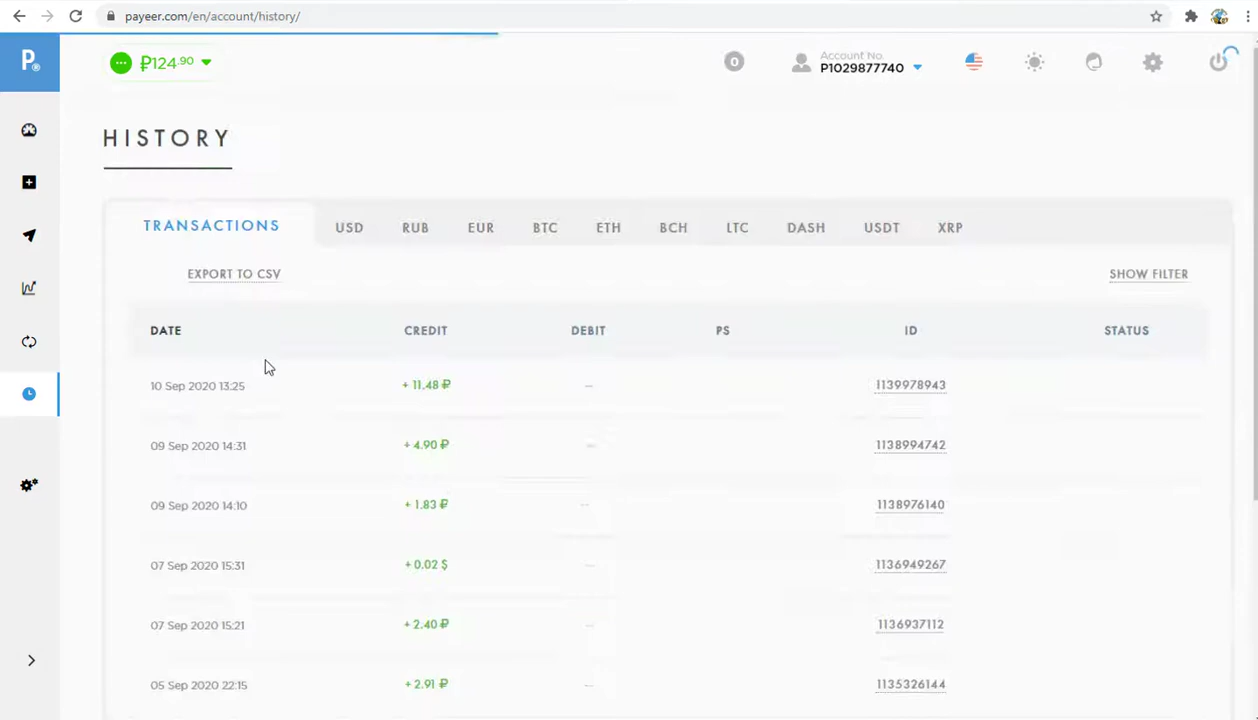 payeer.com/en/account/history/
P®
₽124.90
0
Account No.
P1029877740
HISTORY
TRANSACTIONS USD RUB EUR BTC ETH BCH LTC DASH USDT XRP
EXPORT TO CSV SHOW FILTER
DATE CREDIT DEBIT PS ID STATUS
10 Sep 2020 13:25 + 11.48 ₽ — 1139978943
09 Sep 2020 14:31 + 4.90 ₽ — 1138994742
09 Sep 2020 14:10 + 1.83 ₽ — 1138976140
07 Sep 2020 15:31 + 0.02 $ — 1136949267
07 Sep 2020 15:21 + 2.40 ₽ — 1136937112
05 Sep 2020 22:15 + 2.91 ₽ — 1135326144